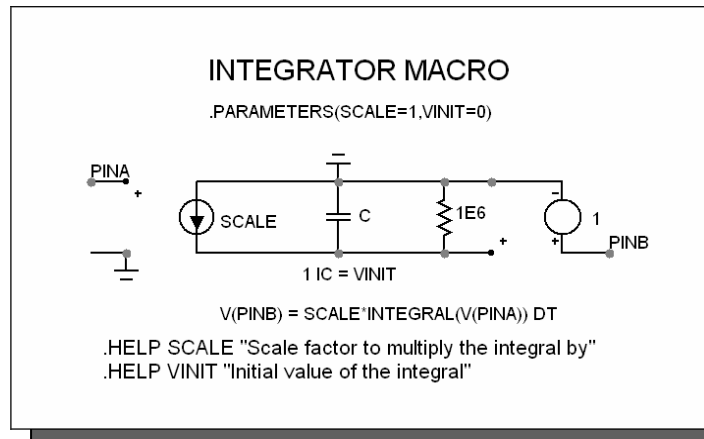 INTEGRATOR MACRO
.PARAMETERS(SCALE=1,VINIT=0)
PINA
+
SCALE
C
1E6
+
-
+
1
PINB
1 IC = VINIT
V(PINB) = SCALE*INTEGRAL(V(PINA)) DT
.HELP SCALE "Scale factor to multiply the integral by"
.HELP VINIT "Initial value of the integral"